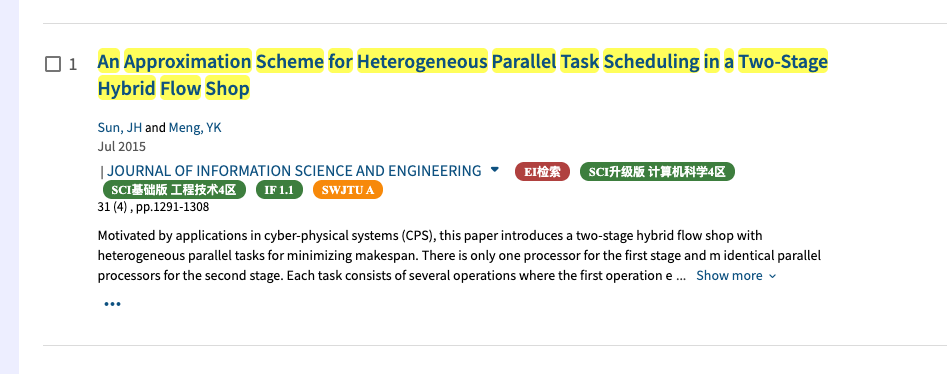 1
An Approximation Scheme for Heterogeneous Parallel Task Scheduling in a Two-Stage
Hybrid Flow Shop
Sun, JH and Meng, YK
Jul 2015
| JOURNAL OF INFORMATION SCIENCE AND ENGINEERING EI检索 SCI升级版 计算机科学4区
SCI基础版 工程技术4区 IF 1.1 SWJTU A
31 (4) , pp.1291-1308
Motivated by applications in cyber-physical systems (CPS), this paper introduces a two-stage hybrid flow shop with
heterogeneous parallel tasks for minimizing makespan. There is only one processor for the first stage and m identical parallel
processors for the second stage. Each task consists of several operations where the first operation e ... Show more
•••